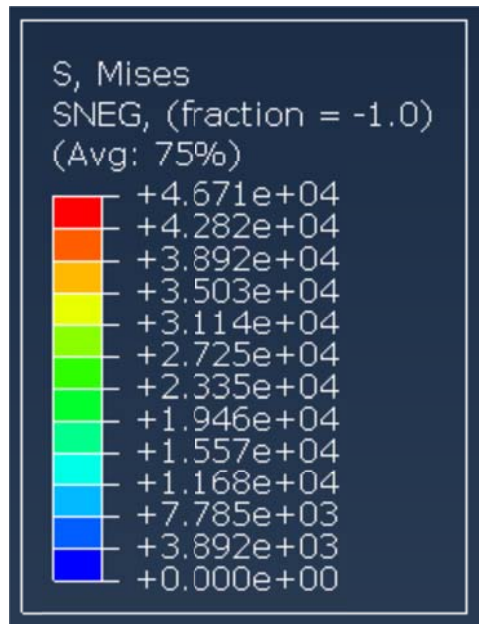 S, Mises
SNEG, (fraction = -1.0)
(Avg: 75%)
+4.671e+04
+4.282e+04
+3.892e+04
+3.503e+04
+3.114e+04
+2.725e+04
+2.335e+04
+1.946e+04
+1.557e+04
+1.168e+04
+7.785e+03
+3.892e+03
+0.000e+00